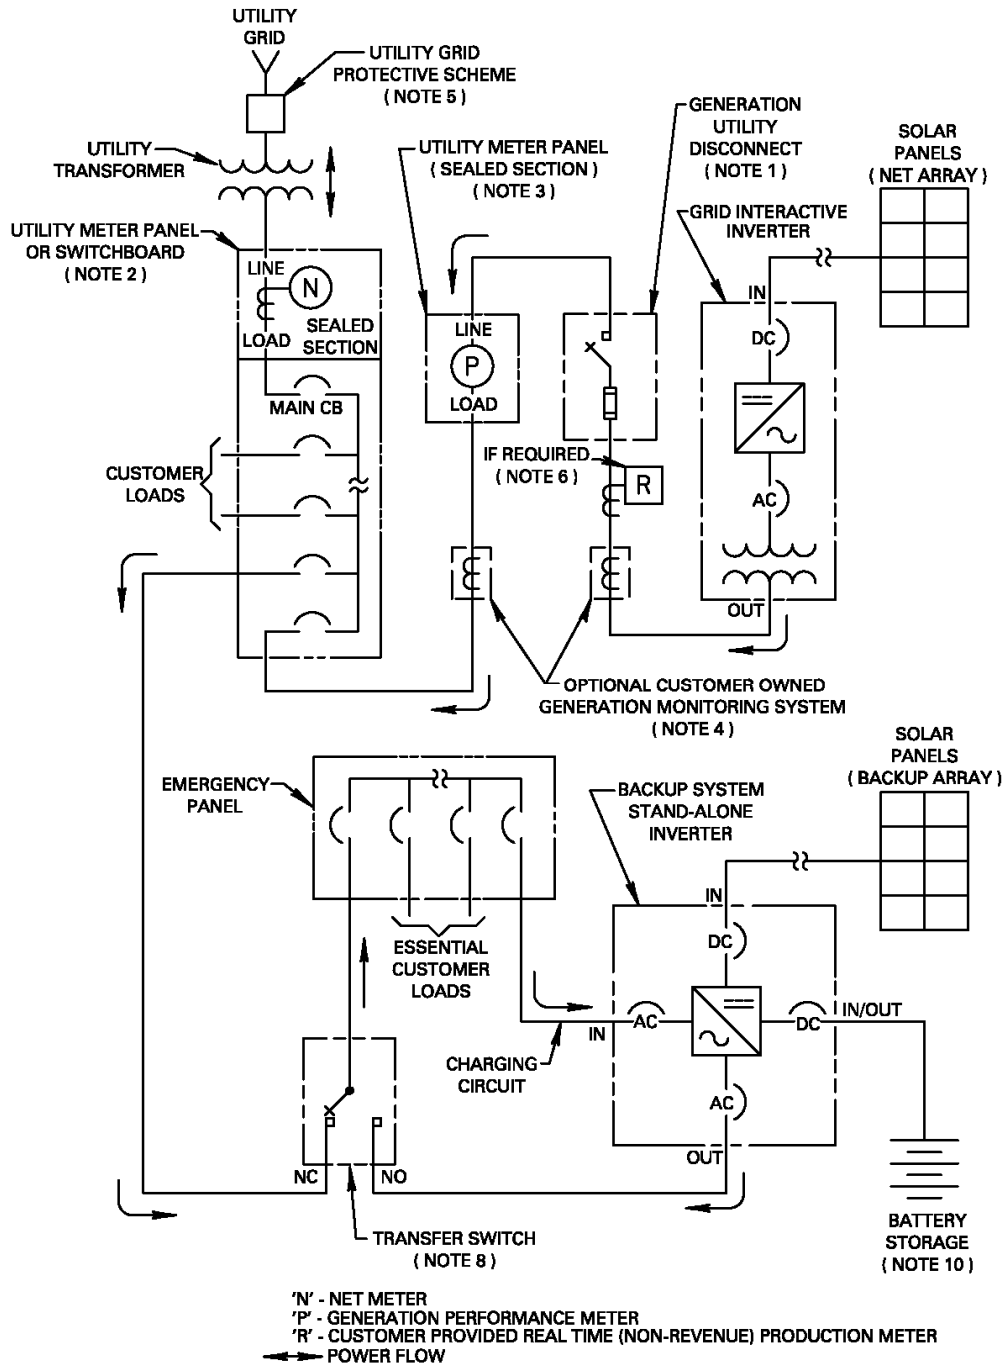 UTILITY
GRID
UTILITY GRID
PROTECTIVE SCHEME
( NOTE 5 )
UTILITY
TRANSFORMER
UTILITY METER PANEL
( SEALED SECTION )
( NOTE 3 )
GENERATION
UTILITY
DISCONNECT
( NOTE 1 )
SOLAR
PANELS
( NET ARRAY )
UTILITY METER PANEL
OR SWITCHBOARD
( NOTE 2 )
GRID INTERACTIVE
INVERTER
LINE
N
SEALED
SECTION
LOAD
MAIN CB
CUSTOMER
LOADS
LINE
P
LOAD
IF REQUIRED
( NOTE 6 )
R
IN
DC
AC
OUT
OPTIONAL CUSTOMER OWNED
GENERATION MONITORING SYSTEM
( NOTE 4 )
EMERGENCY
PANEL
BACKUP SYSTEM
STAND-ALONE
INVERTER
SOLAR
PANELS
( BACKUP ARRAY )
ESSENTIAL
CUSTOMER
LOADS
IN
DC
IN
AC
DC
IN/OUT
AC
OUT
CHARGING
CIRCUIT
NC
NO
TRANSFER SWITCH
( NOTE 8 )
BATTERY
STORAGE
( NOTE 10 )
'N' - NET METER
'P' - GENERATION PERFORMANCE METER
'R' - CUSTOMER PROVIDED REAL TIME (NON-REVENUE) PRODUCTION METER
POWER FLOW